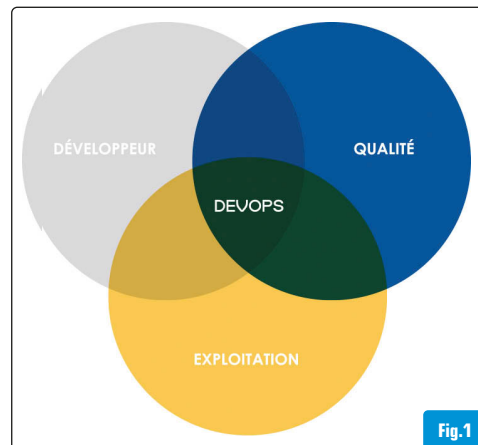 DÉVELOPPEUR
QUALITÉ
DEVOPS
EXPLOITATION
Fig.1